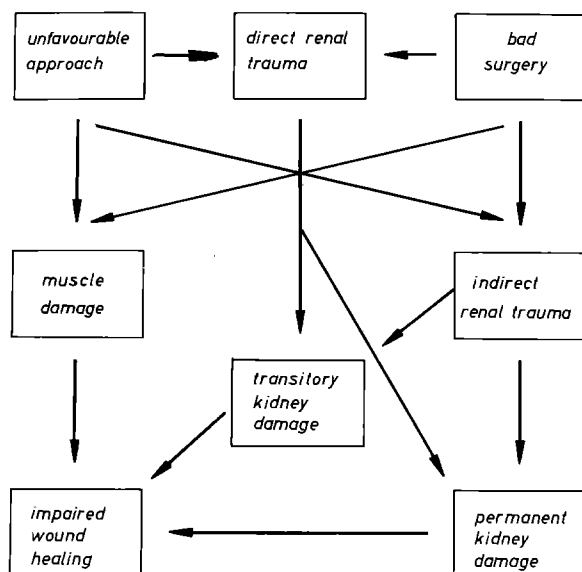 unfavourable
approach
direct renal
trauma
bad
surgery
muscle
damage
indirect
renal trauma
transitory
kidney
damage
impaired
wound
healing
permanent
kidney
damage